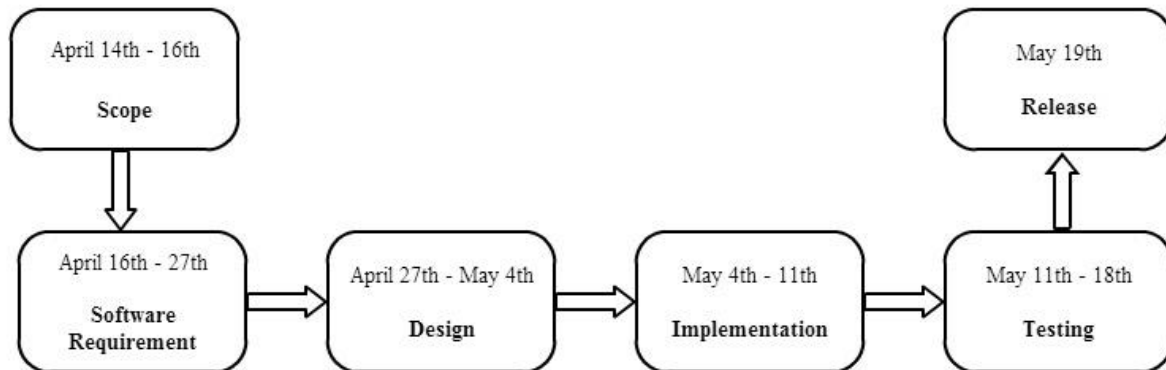 April 14th - 16th
Scope
April 16th - 27th
Software
Requirement
April 27th - May 4th
Design
May 4th - 11th
Implementation
May 11th - 18th
Testing
May 19th
Release